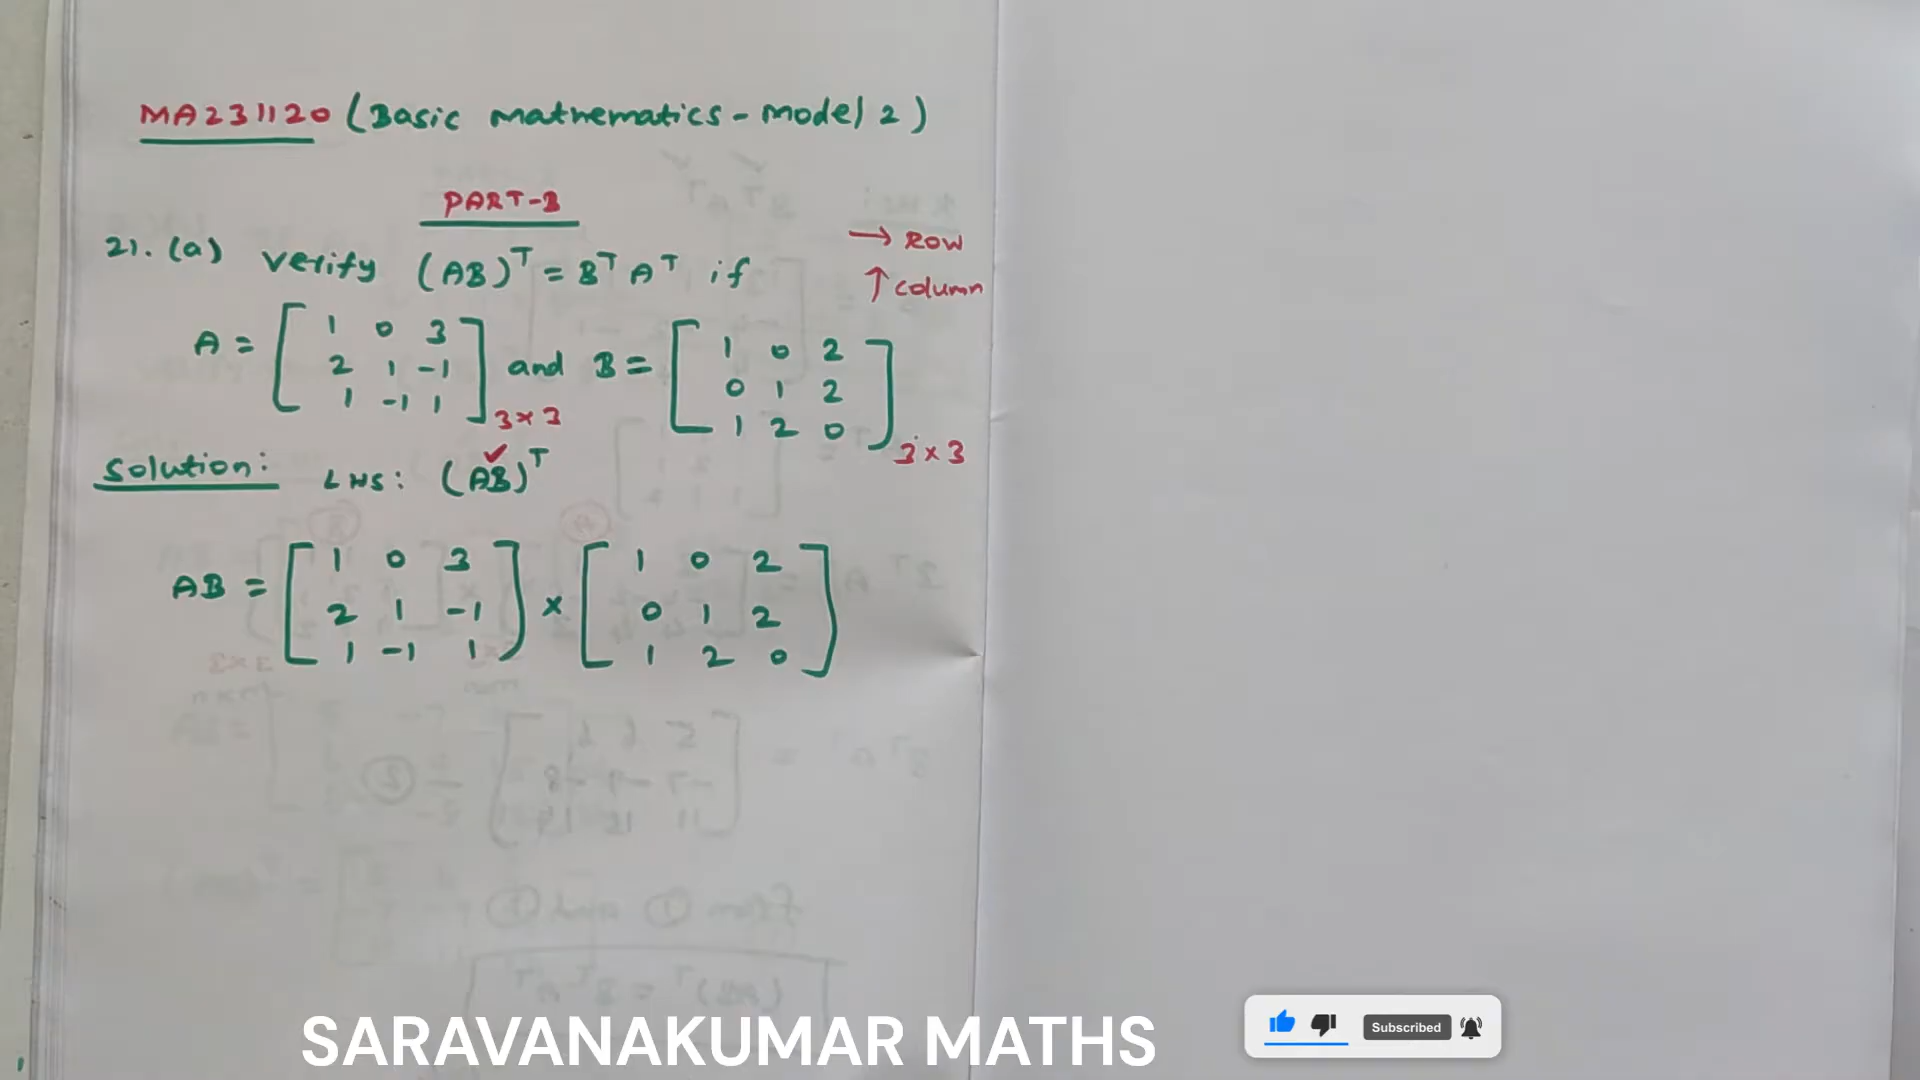 MA231120 (Basic mathematics - model 2)
PART-B
→ ROW
↑ column
21. (a) verify (AB)ᵀ = Bᵀ Aᵀ if
A = [ 1 0 3
2 1 -1
1 -1 1 ] 3×3 and B = [ 1 0 2
0 1 2
1 2 0 ] 3×3
Solution: LHS: (AB)ᵀ ✓
AB = [ 1 0 3
2 1 -1
1 -1 1 ] × [ 1 0 2
0 1 2
1 2 0 ]
SARAVANAKUMAR MATHS
Subscribed